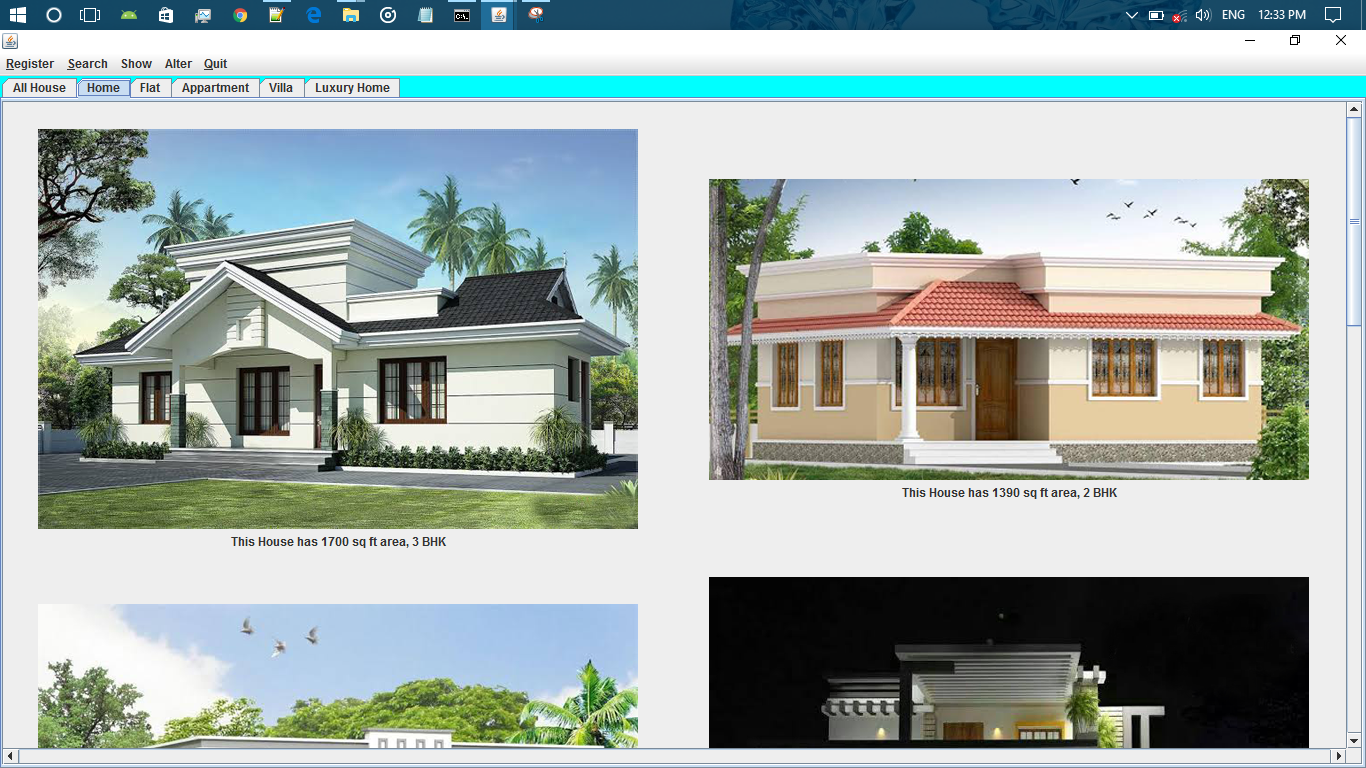 ENG 12:33 PM
C:\.
Register Search Show Alter Quit
All House Home Flat Appartment Villa Luxury Home
This House has 1390 sq ft area, 2 BHK
This House has 1700 sq ft area, 3 BHK